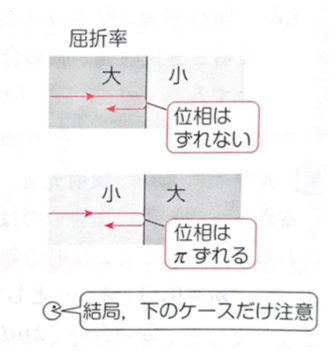 屈折率
大 小
位相は
ずれない
小 大
位相は
πずれる
結局，下のケースだけ注意